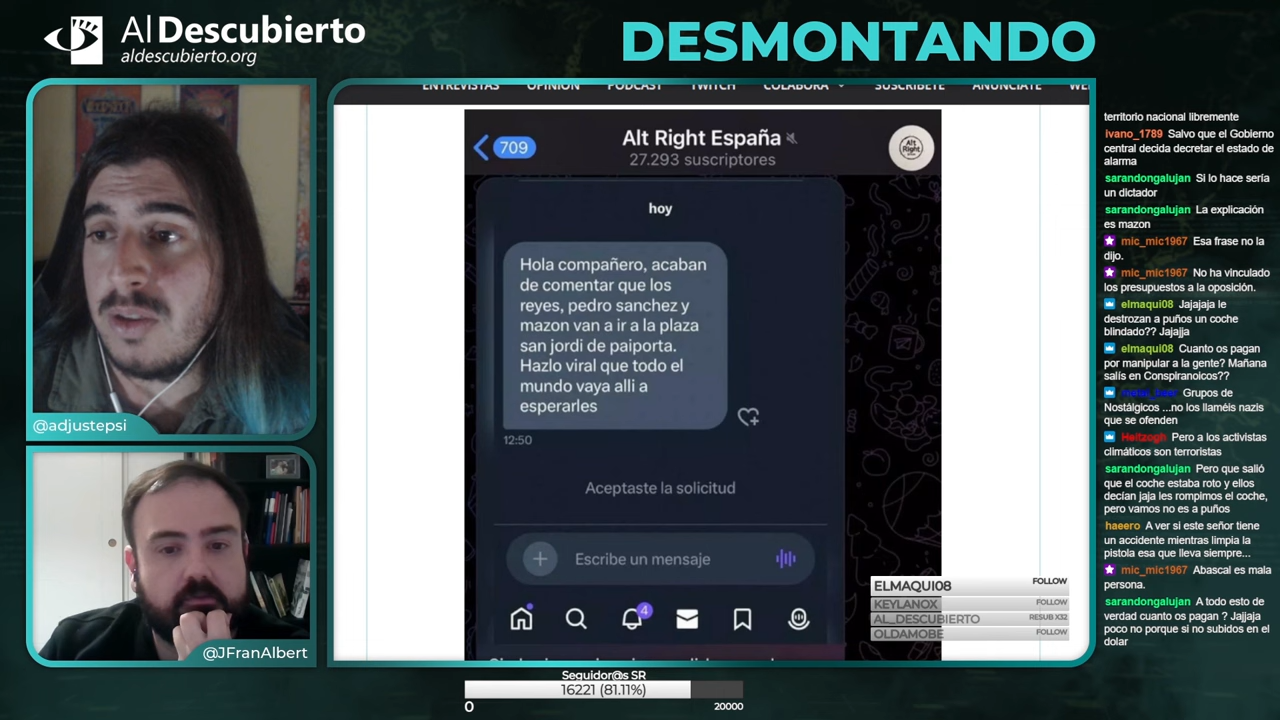 Al Descubierto
aldescubierto.org
DESMONTANDO
@adjustepsi
@JFranAlbert
ENTREVISTAS OPINIÓN PODCAST TWITCH COLABORA SUSCRÍBETE ANÚNCIATE
709
Alt Right España
27.293 suscriptores
Alt
Right
hoy
Hola compañero, acaban
de comentar que los
reyes, pedro sanchez y
mazon van a ir a la plaza
san jordi de paiporta.
Hazlo viral que todo el
mundo vaya alli a
esperarles
12:50
Aceptaste la solicitud
Escribe un mensaje
4
ELMAQUI08 FOLLOW
KEYLANOX FOLLOW
AL_DESCUBIERTO RESUB X32
OLDAMOBE FOLLOW
Seguidor@s SR
16221 (81.11%)
0
20000
territorio nacional libremente
ivano_1789 Salvo que el Gobierno
central decida decretar el estado de
alarma
sarandongalujan Si lo hace sería
un dictador
sarandongalujan La explicación
es mazon
mic_mic1967 Esa frase no la
dijo.
mic_mic1967 No ha vinculado
los presupuestos a la oposición.
elmaqui08 Jajajaja le
destrozan a puños un coche
blindado?? Jajajja
elmaqui08 Cuanto os pagan
por manipular a la gente? Mañana
salís en Conspiranoicos??
Grupos de
Nostálgicos ...no los llaméis nazis
que se ofenden
Heitzogh Pero a los activistas
climáticos son terroristas
sarandongalujan Pero que salió
que el coche estaba roto y ellos
decían jaja les rompimos el coche,
pero vamos no es a puños
haeero A ver si este señor tiene
un accidente mientras limpia la
pistola esa que lleva siempre...
mic_mic1967 Abascal es mala
persona.
sarandongalujan A todo esto de
verdad cuanto os pagan ? Jajjaja
poco no porque si no subidos en el
dolar